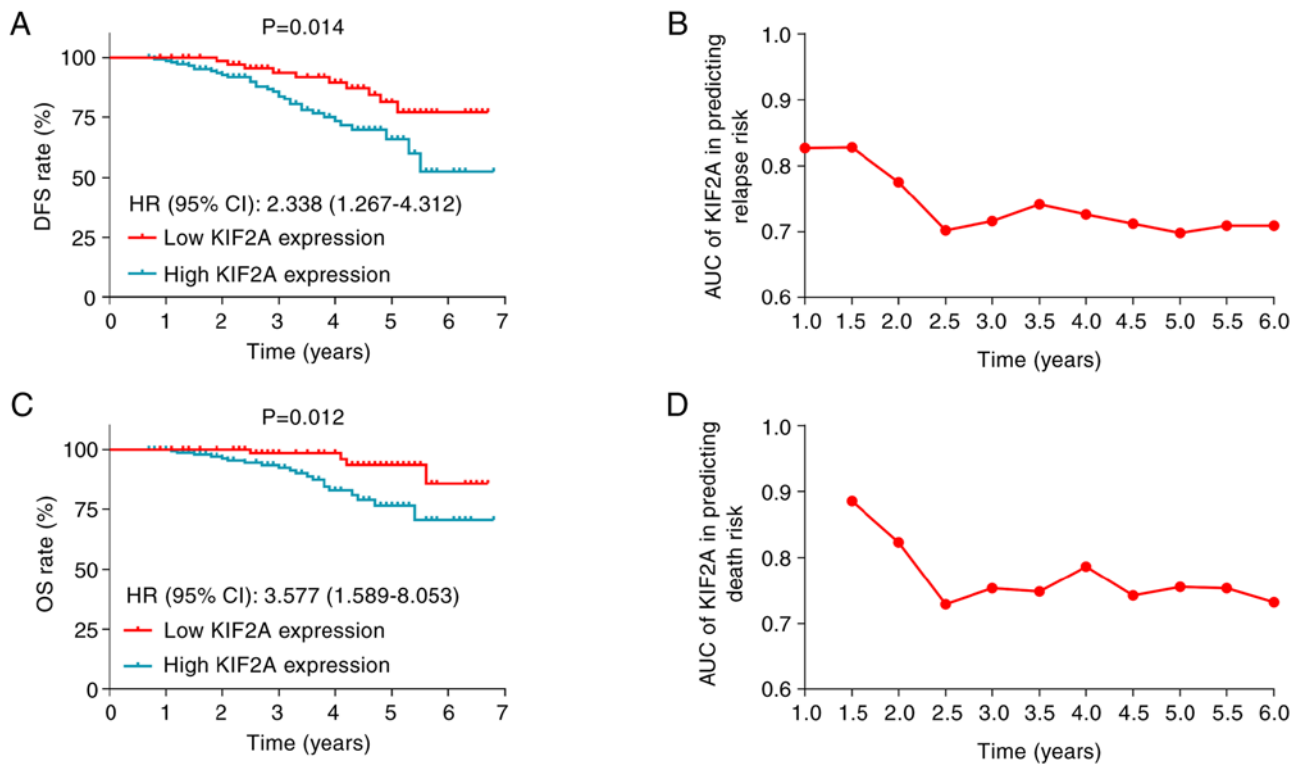 A
P=0.014
DFS rate (%)
100
75
50
25
0
HR (95% CI): 2.338 (1.267-4.312)
Low KIF2A expression
High KIF2A expression
0 1 2 3 4 5 6 7
Time (years)
B
AUC of KIF2A in predicting
relapse risk
1.0
0.9
0.8
0.7
0.6
1.0 1.5 2.0 2.5 3.0 3.5 4.0 4.5 5.0 5.5 6.0
Time (years)
C
P=0.012
OS rate (%)
100
75
50
25
0
HR (95% CI): 3.577 (1.589-8.053)
Low KIF2A expression
High KIF2A expression
0 1 2 3 4 5 6 7
Time (years)
D
AUC of KIF2A in predicting
death risk
1.0
0.9
0.8
0.7
0.6
1.0 1.5 2.0 2.5 3.0 3.5 4.0 4.5 5.0 5.5 6.0
Time (years)